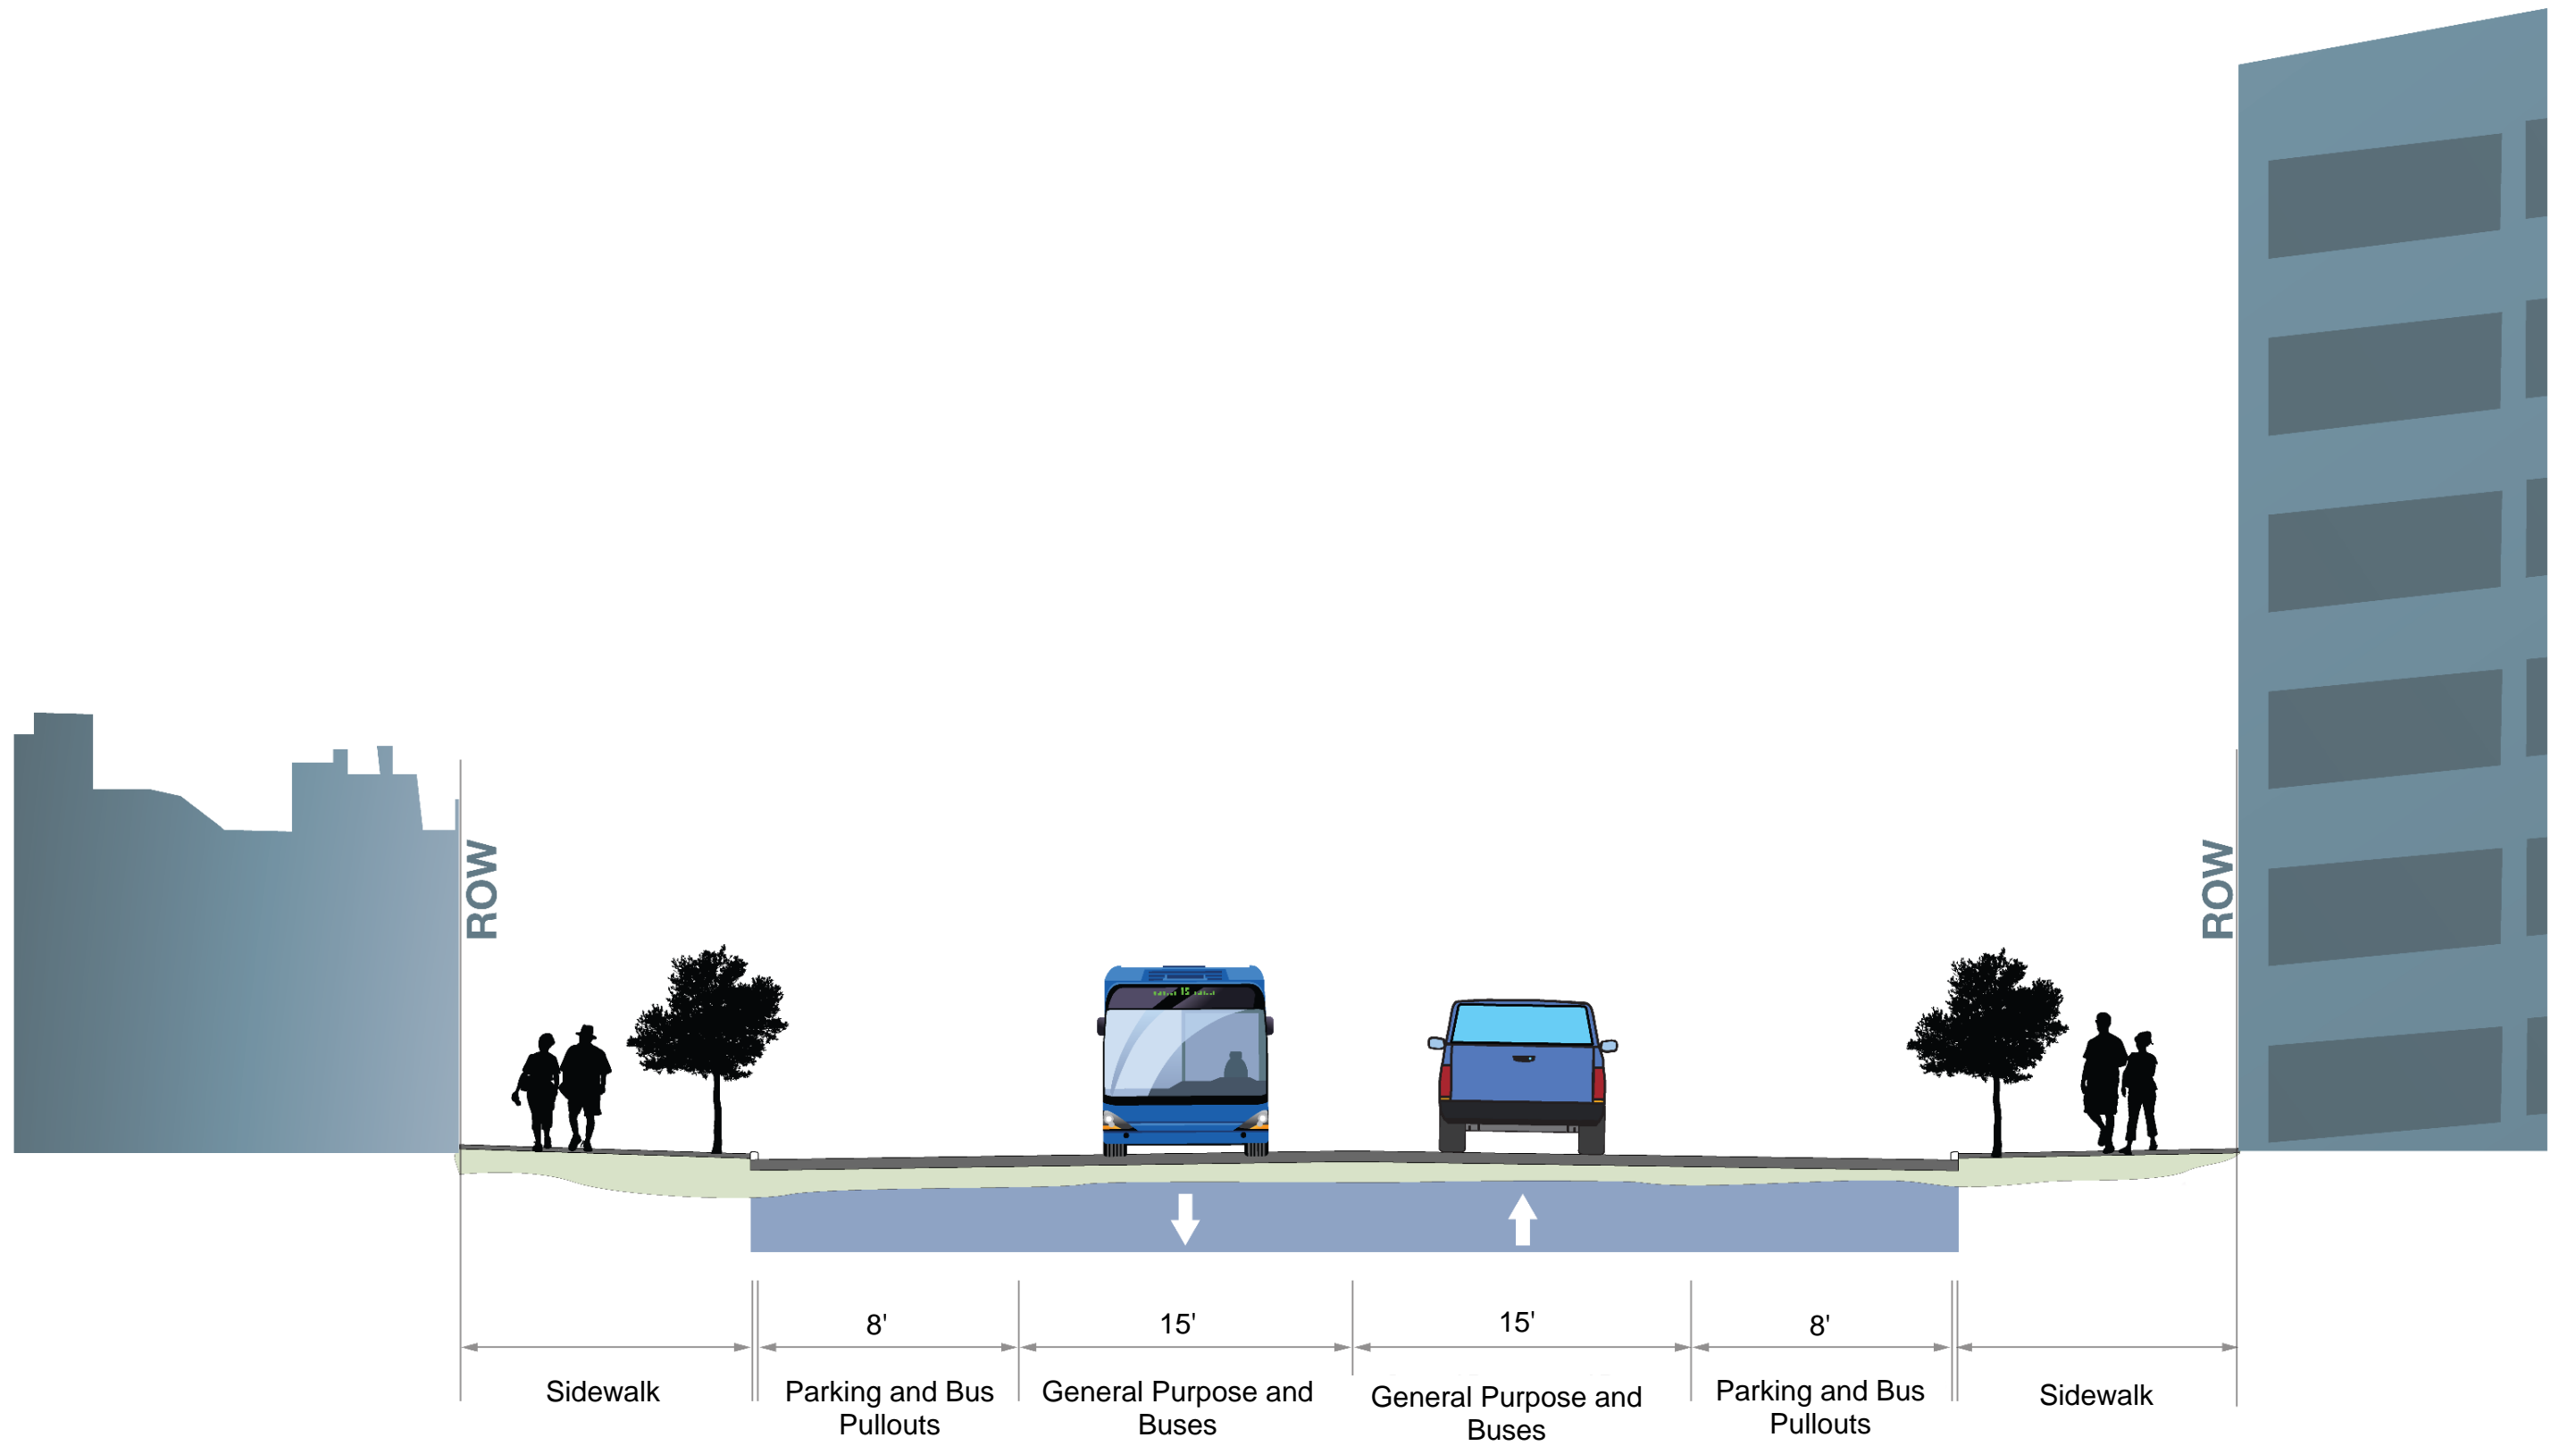 ROW
ROW
8'
15'
15'
8'
Sidewalk
Parking and Bus
Pullouts
General Purpose and
Buses
General Purpose and
Buses
Parking and Bus
Pullouts
Sidewalk